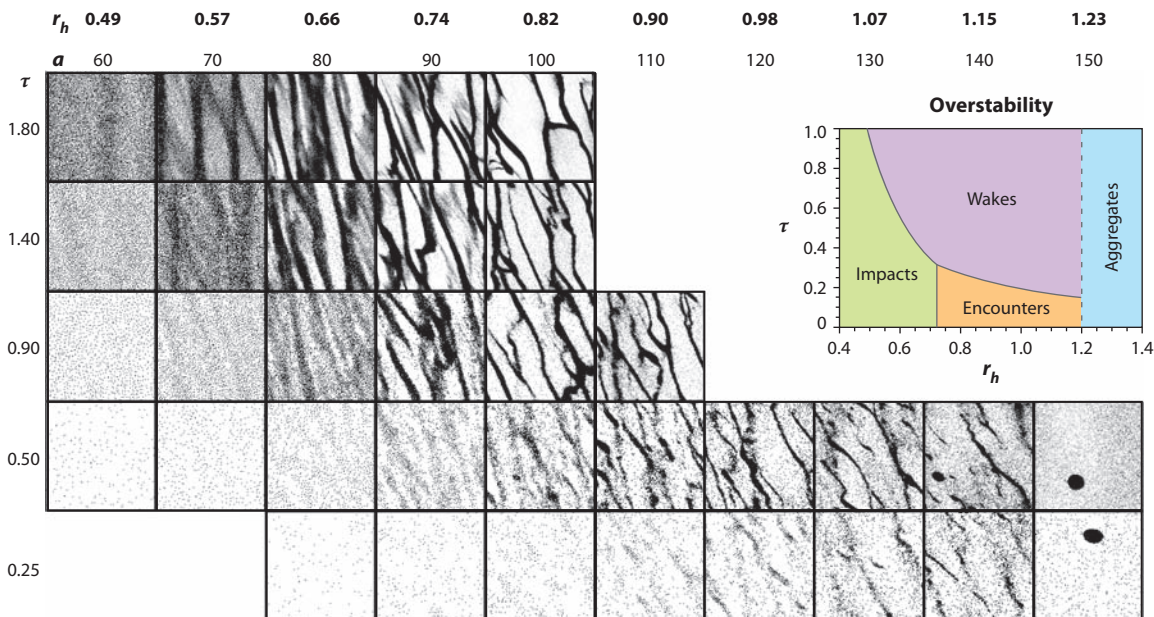 r_h 0.49 0.57 0.66 0.74 0.82 0.90 0.98 1.07 1.15 1.23
a 60 70 80 90 100 110 120 130 140 150
τ
1.80
1.40
0.90
0.50
0.25
Overstability
1.0
0.8
0.6
0.4
0.2
0
τ
Wakes
Impacts
Encounters
Aggregates
0.4 0.6 0.8 1.0 1.2 1.4
r_h